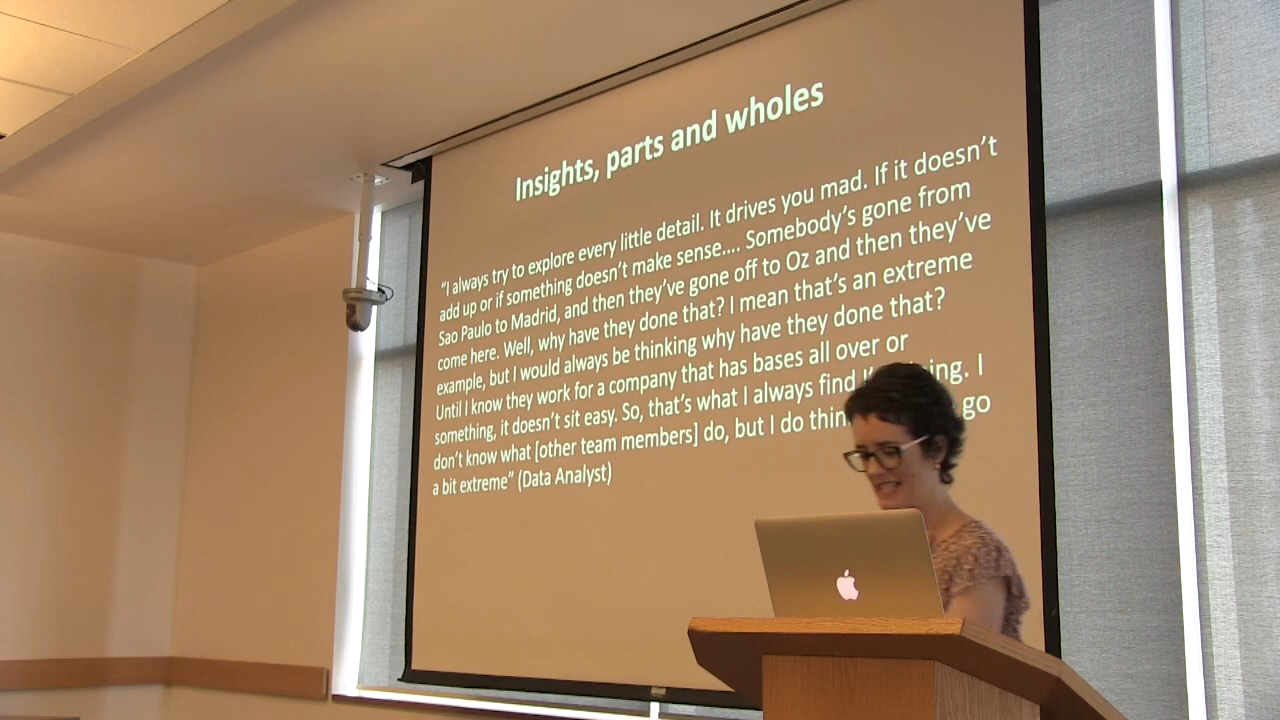 Insights, parts and wholes
“I always try to explore every little detail. It drives you mad. If it doesn’t
add up or if something doesn’t make sense…. Somebody’s gone from
Sao Paulo to Madrid, and then they’ve gone off to Oz and then they’ve
come here. Well, why have they done that? I mean that’s an extreme
example, but I would always be thinking why have they done that?
Until I know they work for a company that has bases all over or
something, it doesn’t sit easy. So, that’s what I always find I
don’t know what [other team members] do, but I do go
a bit extreme” (Data Analyst)